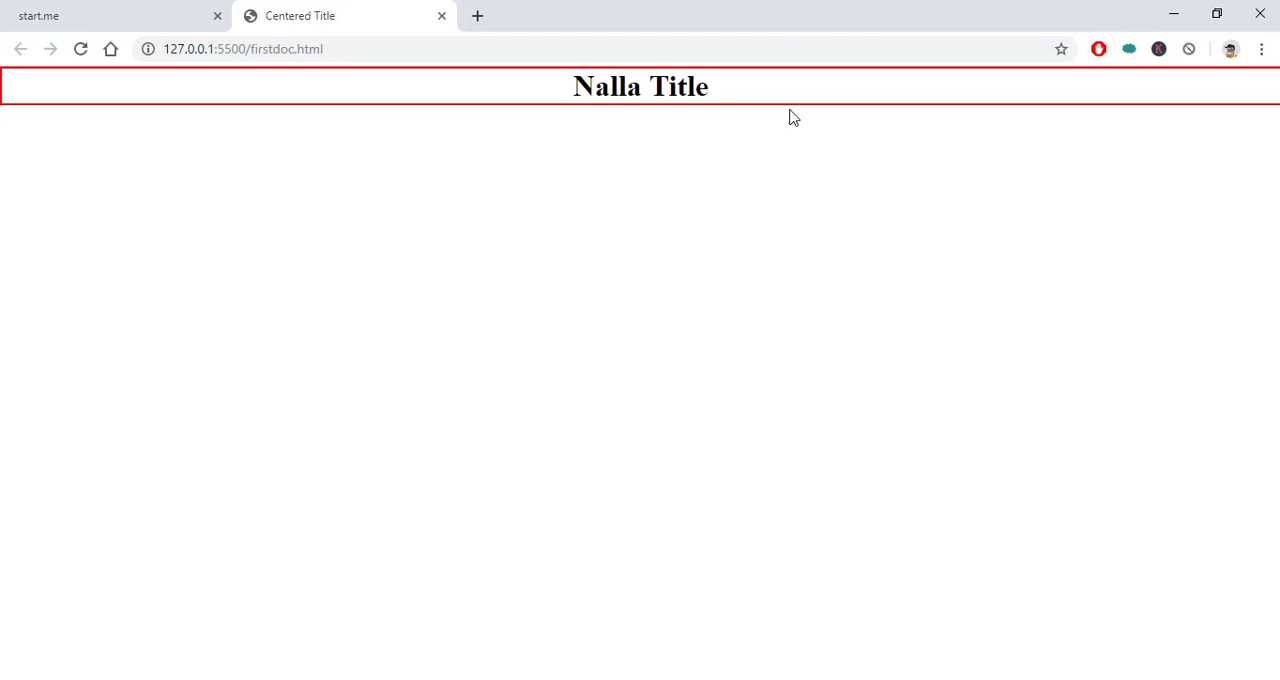 start.me
Centered Title
127.0.0.1:5500/firstdoc.html
K
Nalla Title